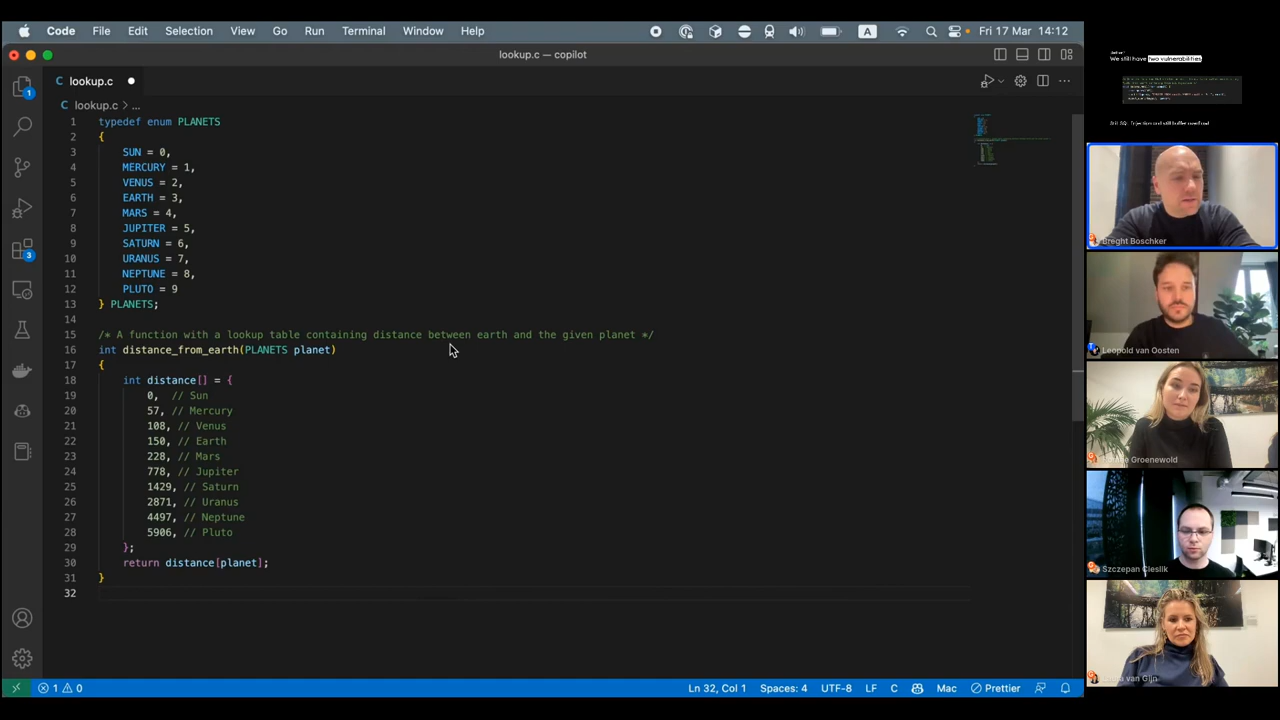 Code File Edit Selection View Go Run Terminal Window Help A Fri 17 Mar 14:12
lookup.c — copilot
lookup.c
lookup.c > ...
1 typedef enum PLANETS
2 {
3 SUN = 0,
4 MERCURY = 1,
5 VENUS = 2,
6 EARTH = 3,
7 MARS = 4,
8 JUPITER = 5,
9 SATURN = 6,
10 URANUS = 7,
11 NEPTUNE = 8,
12 PLUTO = 9
13 } PLANETS;
14
15 /* A function with a lookup table containing distance between earth and the given planet */
16 int distance_from_earth(PLANETS planet)
17 {
18 int distance[] = {
19 0, // Sun
20 57, // Mercury
21 108, // Venus
22 150, // Earth
23 228, // Mars
24 778, // Jupiter
25 1429, // Saturn
26 2871, // Uranus
27 4497, // Neptune
28 5906, // Pluto
29 };
30 return distance[planet];
31 }
32
1
3
1 0
Ln 32, Col 1 Spaces: 4 UTF-8 LF C Mac Prettier
We still have two vulnerabilities
Breght Boschker
Leopold van Oosten
Groenewold
Szczepan Cieslik
van Gijn